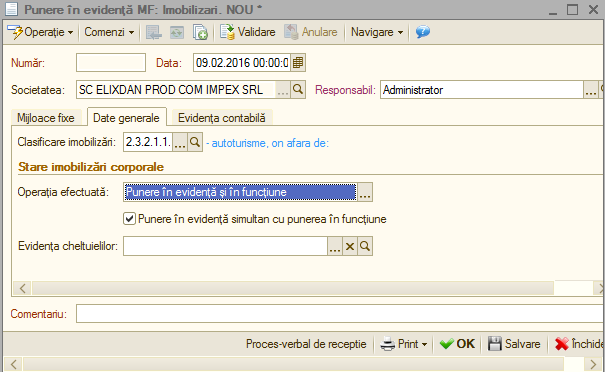 Punere în evidență MF: Imobilizari. NOU *
Operație Comenzi Validare Anulare Navigare
Număr: Data: 09.02.2016 00:00:0
Societatea: SC ELIXDAN PROD COM IMPEX SRL ... Responsabil: Administrator ...
Mijloace fixe Date generale Evidența contabilă
Clasificare imobilizări: 2.3.2.1.1. ... - autoturisme, on afara de:
Stare imobilizări corporale
Operația efectuată: Punere în evidență și în funcțiune ...
Punere în evidență simultan cu punerea în funcțiune
Evidența cheltuielilor: ...
Comentariu:
Proces-verbal de receptie Print OK Salvare Închide